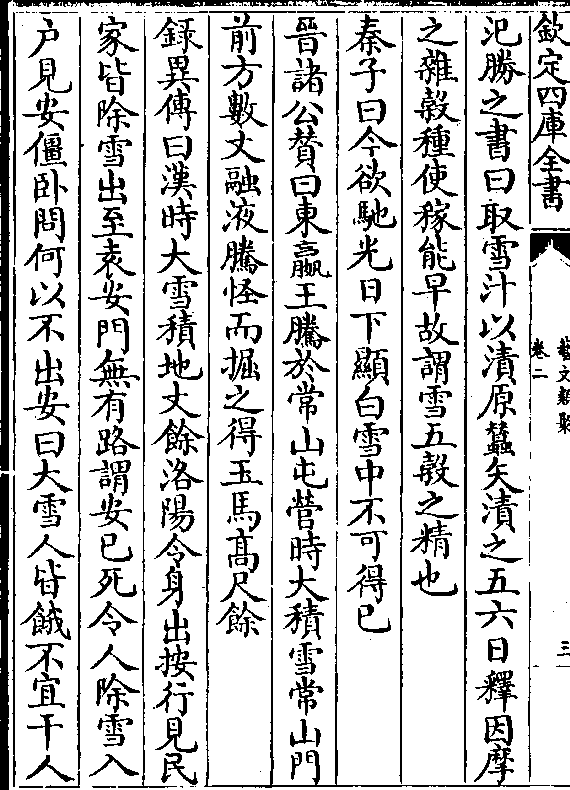 欽定四庫全書
藝文類聚
卷二
三
汜勝之書曰取雪汁以漬原蠶矢漬之五六日釋因摩
之雜穀種使稼能旱故謂雪五穀之精也
秦子曰今欲馳光日下顯白雪中不可得已
晉諸公贊曰東嬴王騰於常山屯營時大積雪常山門
前方數丈融液騰怪而掘之得玉馬高尺餘
錄異傳曰漢時大雪積地丈餘洛陽令身出按行見民
家皆除雪出至袁安門無有路謂安已死令人除雪入
戶見安僵卧問何以不出安曰大雪人皆餓不宜干人